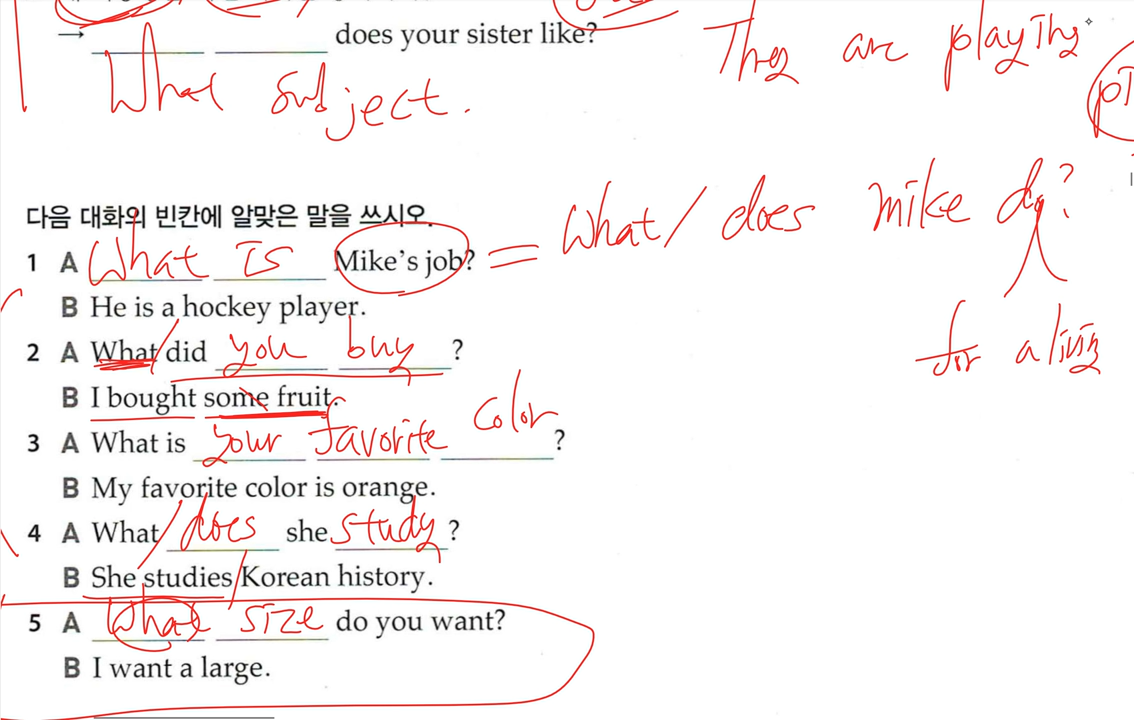 → ______ ______ does your sister like?
What subject.
They are playing
다음 대화의 빈칸에 알맞은 말을 쓰시오.
1 A What is Mike's job? = What / does mike do?
for a living
B He is a hockey player.
2 A What / did you buy ?
B I bought some fruit.
3 A What is your favorite color ?
B My favorite color is orange.
4 A What / does she study ?
B She studies / Korean history.
5 A What size do you want?
B I want a large.